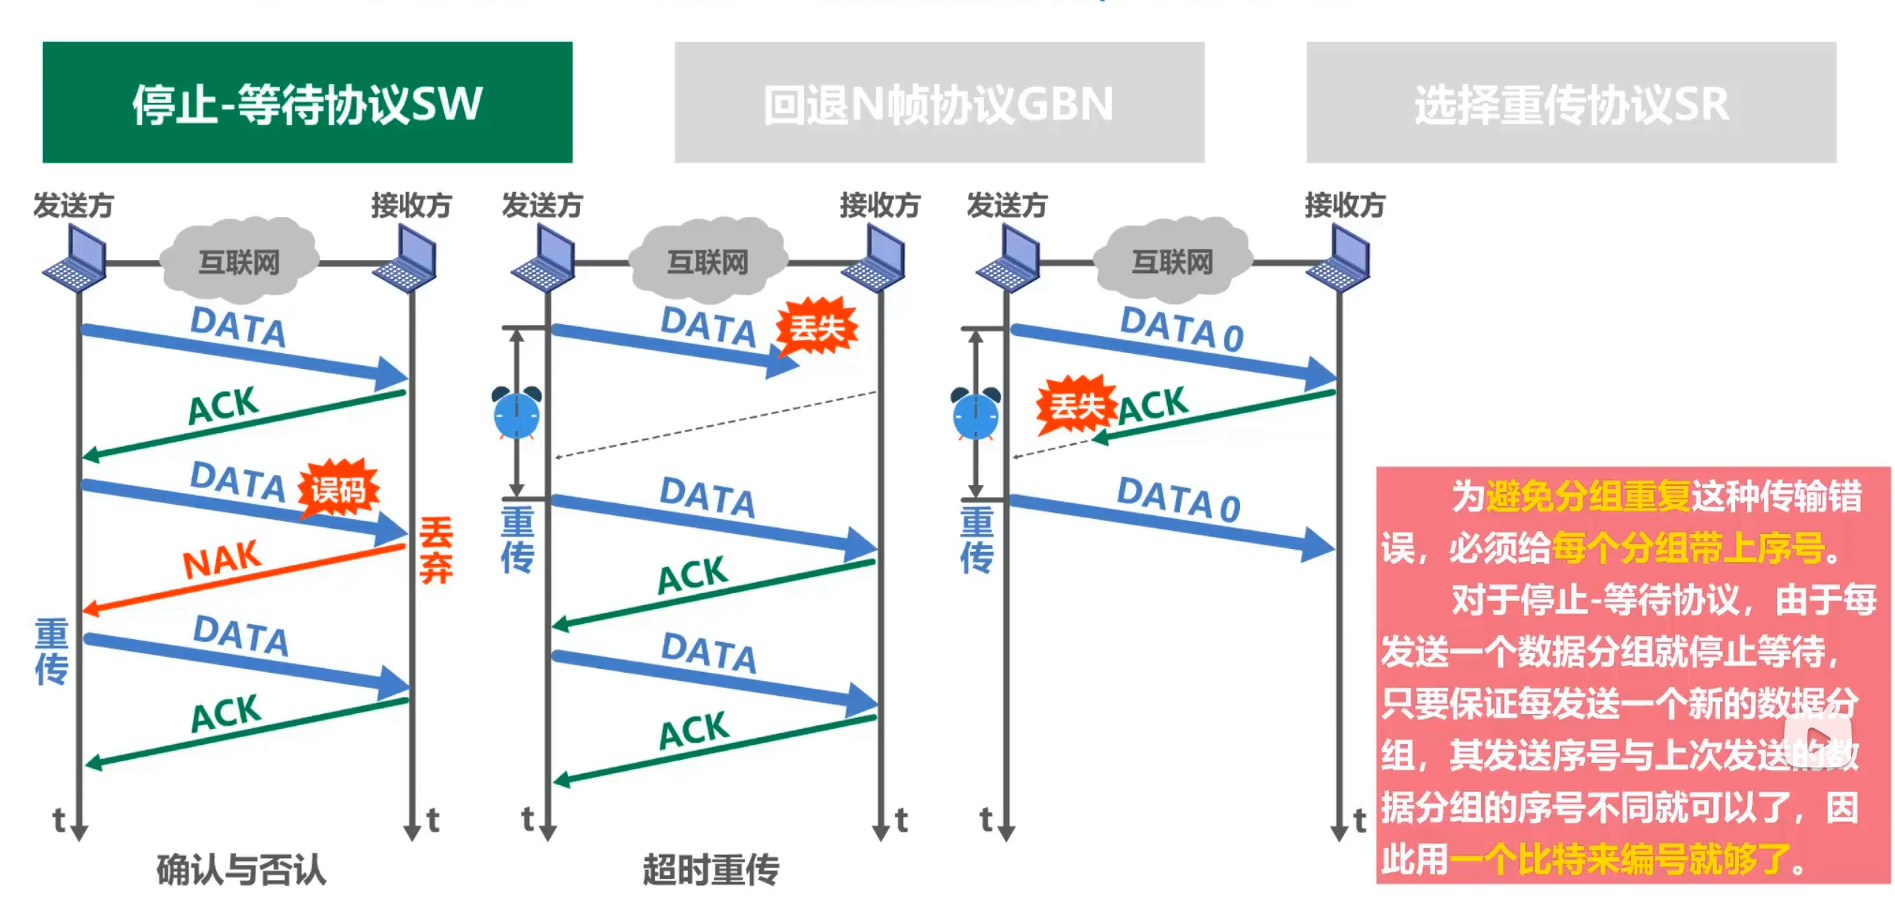 停止-等待协议SW
回退N帧协议GBN
选择重传协议SR
发送方
接收方
互联网
DATA
ACK
DATA
误码
丢弃
NAK
重传
DATA
ACK
t
t
确认与否认
发送方
接收方
互联网
DATA
丢失
重传
DATA
ACK
DATA
ACK
t
t
超时重传
发送方
接收方
互联网
DATA 0
丢失
ACK
重传
DATA 0
t
t
为避免分组重复这种传输错
误，必须给每个分组带上序号。
对于停止-等待协议，由于每
发送一个数据分组就停止等待，
只要保证每发送一个新的数据分
组，其发送序号与上次发送的数
据分组的序号不同就可以了，因
此用一个比特来编号就够了。